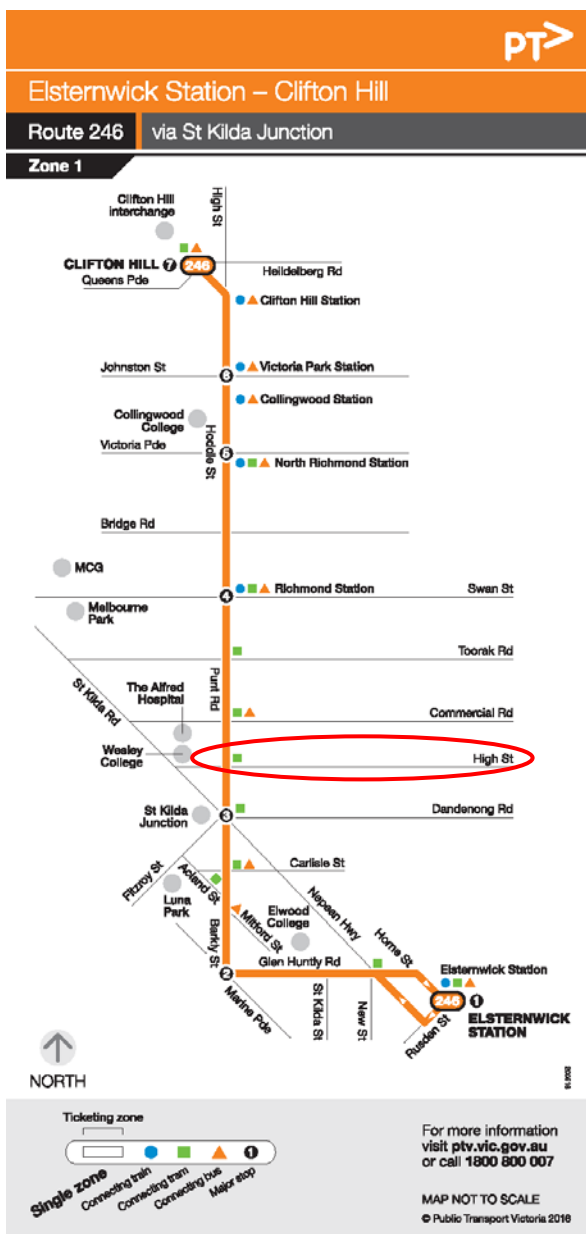 PT>
Elsternwick Station – Clifton Hill
Route 246 via St Kilda Junction
Zone 1
Clifton Hill
interchange
High St
CLIFTON HILL 7 246
Queens Pde
Heildelberg Rd
Clifton Hill Station
Johnston St
6
Victoria Park Station
Collingwood Station
Collingwood
College
Hoddle St
Victoria Pde
5
North Richmond Station
Bridge Rd
MCG
4
Richmond Station
Swan St
Melbourne
Park
Toorak Rd
St Kilda Rd
Punt Rd
The Alfred
Hospital
Commercial Rd
Wesley
College
High St
St Kilda
Junction
3
Dandenong Rd
Carlisle St
Fitzroy St
Acland St
Luna
Park
Mitford St
Nepean Hwy
Elwood
College
Barkly St
Glen Huntly Rd
Horne St
2
Marine Pde
St Kilda St
New St
Elsternwick Station
246 1
ELSTERNWICK
STATION
Rusden St
NORTH
Ticketing zone
1
Single zone
Connecting train
Connecting tram
Connecting bus
Major stop
For more information
visit ptv.vic.gov.au
or call 1800 800 007
MAP NOT TO SCALE
© Public Transport Victoria 2016